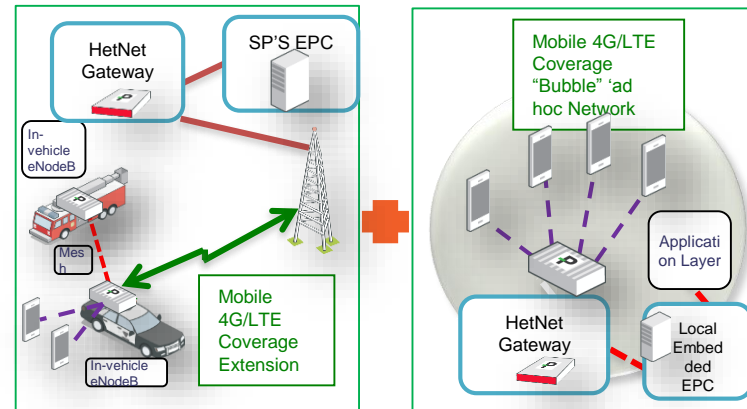 HetNet
Gateway
SP'S EPC
In-
vehicle
eNodeB
Mes
h
In-vehicle
eNodeB
Mobile
4G/LTE
Coverage
Extension
Mobile 4G/LTE
Coverage
“Bubble” ‘ad
hoc Network
Applicati
on Layer
HetNet
Gateway
Local
Embed
ded
EPC